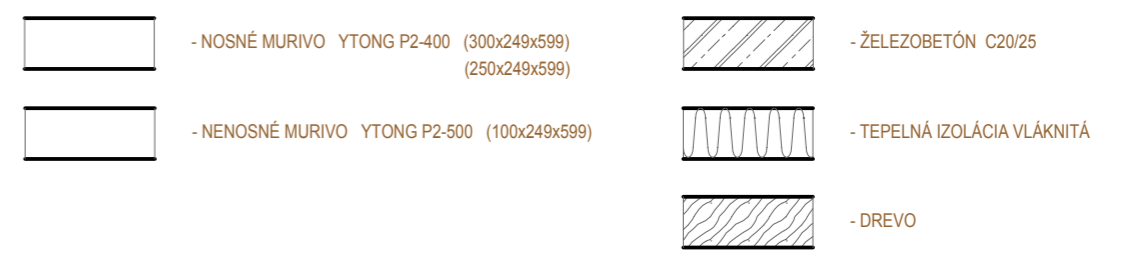 - NOSNÉ MURIVO YTONG P2-400 (300x249x599)
(250x249x599)
- NENOSNÉ MURIVO YTONG P2-500 (100x249x599)
- ŽELEZOBETÓN C20/25
- TEPELNÁ IZOLÁCIA VLÁKNITÁ
- DREVO